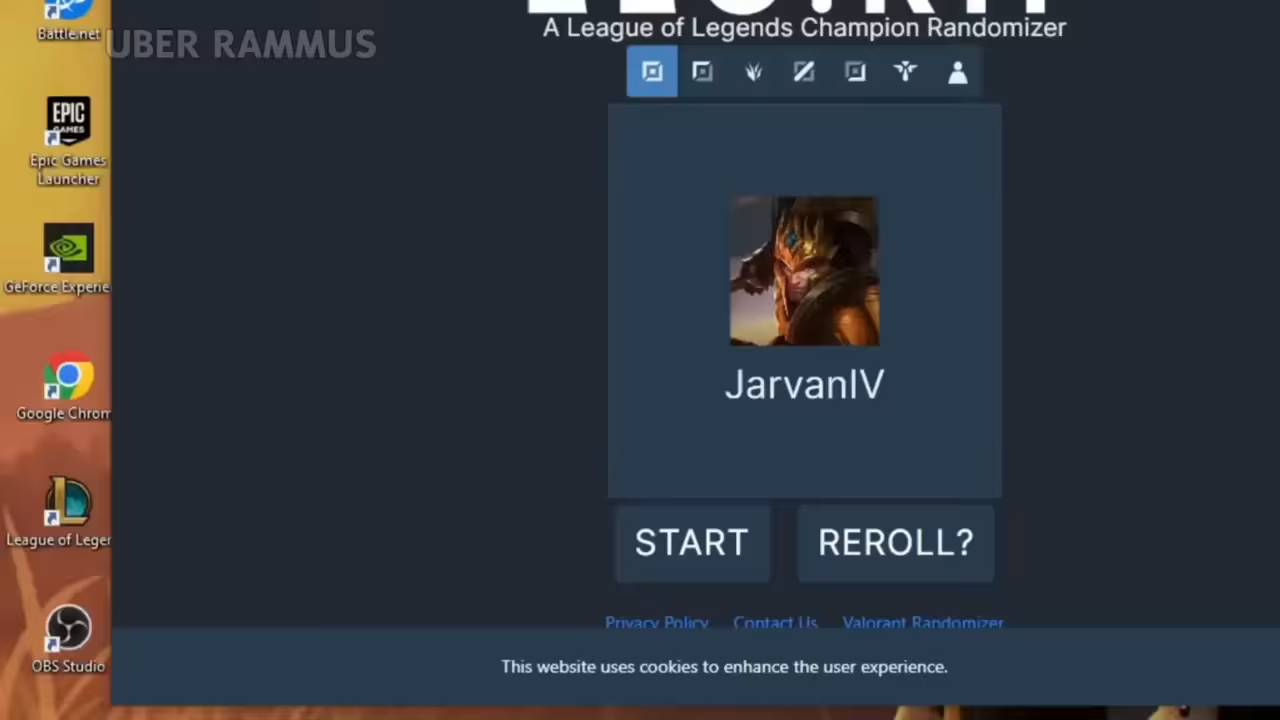 Battle.net
UBER RAMMUS
A League of Legends Champion Randomizer
EPIC
GAMES
Epic Games
Launcher
GeForce Experie
JarvanIV
Google Chrom
START
REROLL?
League of Leger
Privacy Policy
Contact Us
Valorant Randomizer
OBS Studio
This website uses cookies to enhance the user experience.